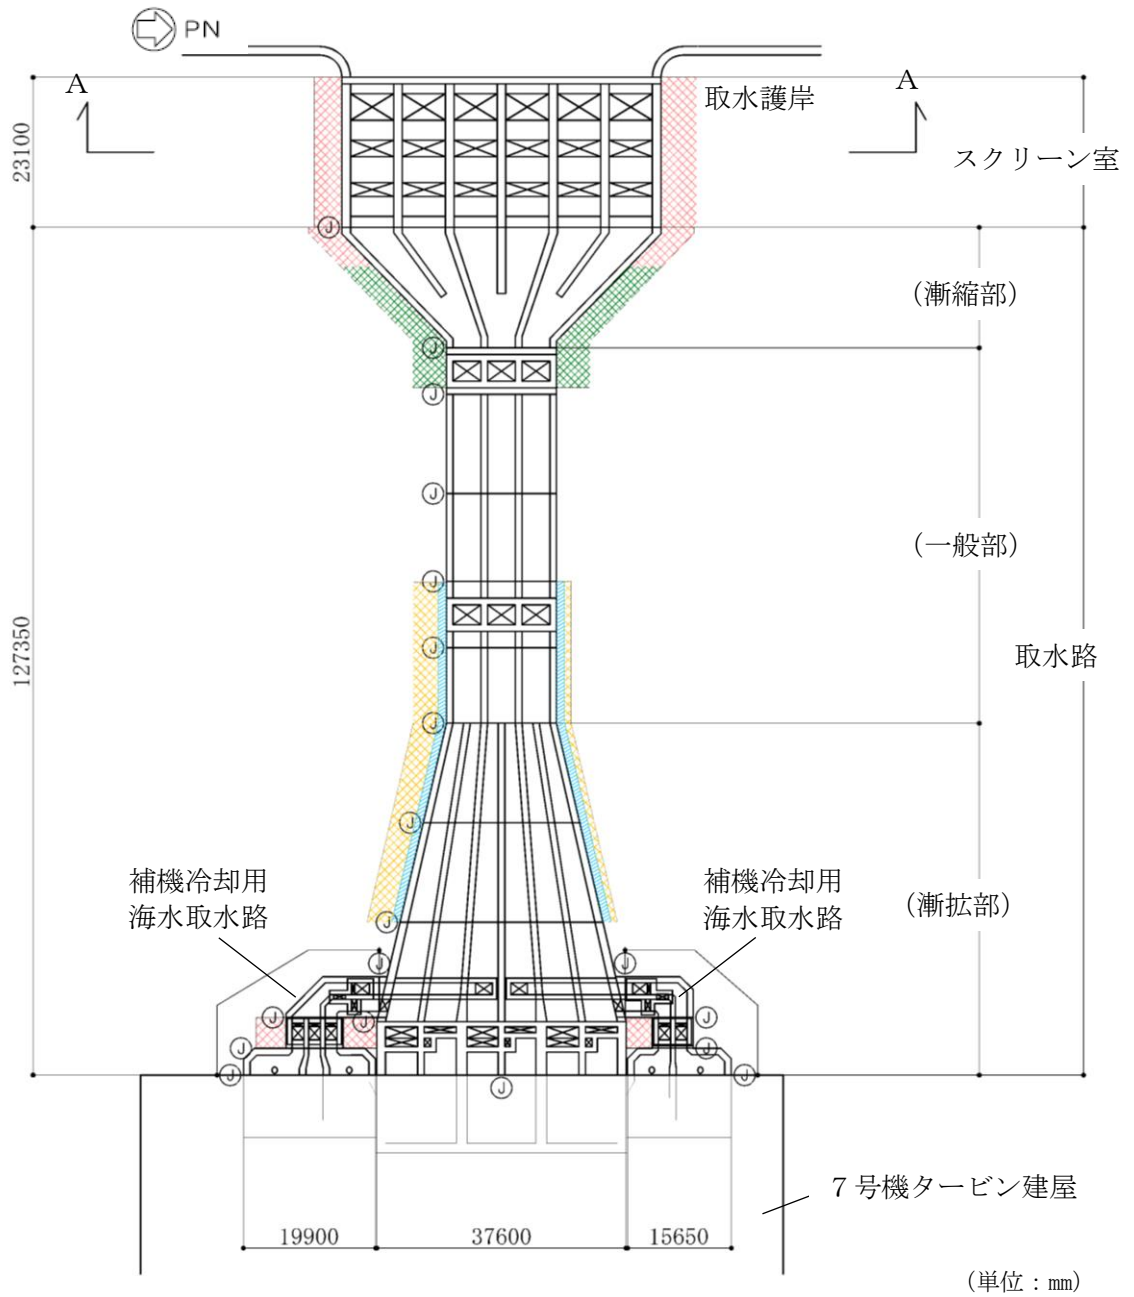 PN
A
A
取水護岸
23100
スクリーン室
J
(漸縮部)
J
J
J
(一般部)
J
127350
取水路
J
J
J
補機冷却用
海水取水路
補機冷却用
海水取水路
(漸拡部)
J
J
J
J
J
J
J
J
J
J
J
７号機タービン建屋
19900
37600
15650
(単位：mm)